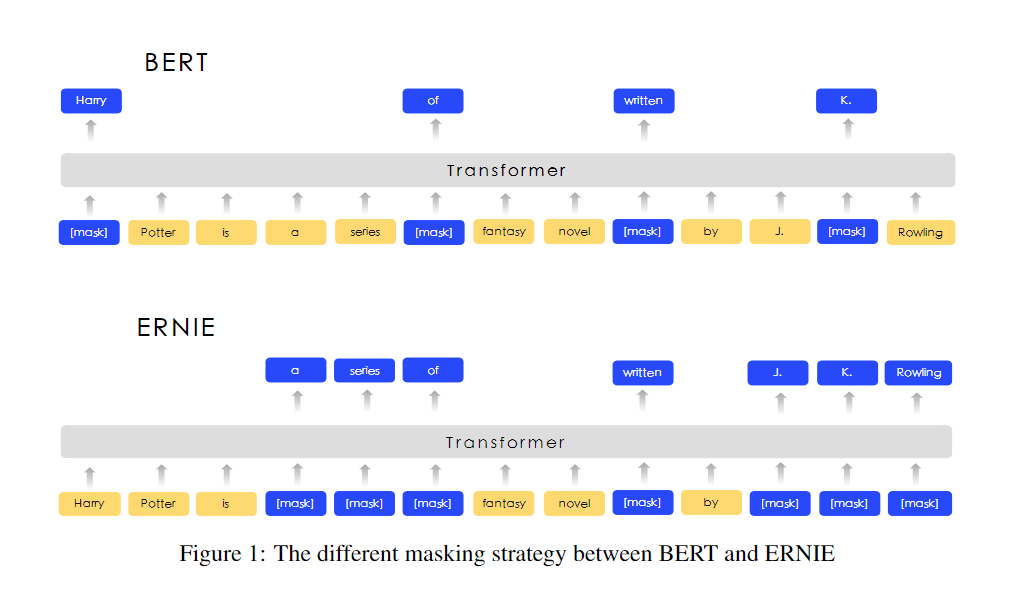 BERT
Harry of written K.
Transformer
[mask] Potter is a series [mask] fantasy novel [mask] by J. [mask] Rowling
ERNIE
a series of written J. K. Rowling
Transformer
Harry Potter is [mask] [mask] [mask] fantasy novel [mask] by [mask] [mask] [mask]
Figure 1: The different masking strategy between BERT and ERNIE